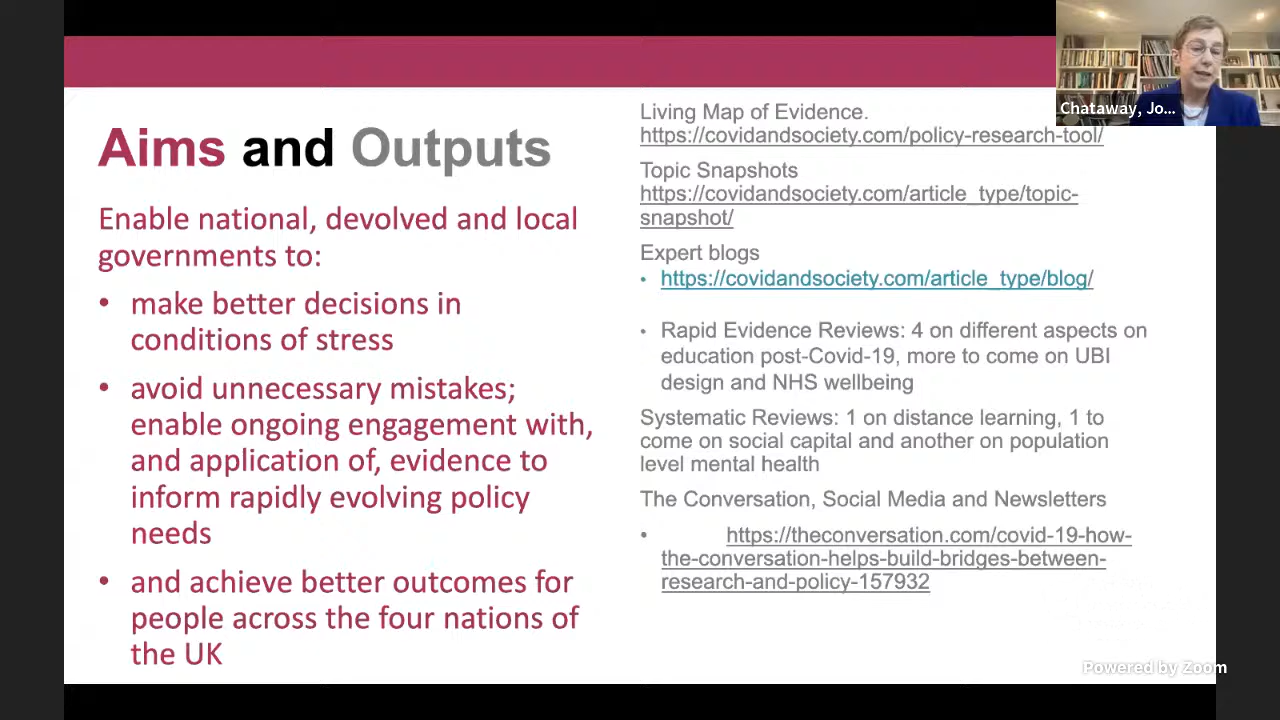 Aims and Outputs
Enable national, devolved and local
governments to:
• make better decisions in
conditions of stress
• avoid unnecessary mistakes;
enable ongoing engagement with,
and application of, evidence to
inform rapidly evolving policy
needs
• and achieve better outcomes for
people across the four nations of
the UK
Living Map of Evidence.
https://covidandsociety.com/policy-research-tool/
Topic Snapshots
https://covidandsociety.com/article_type/topic-
snapshot/
Expert blogs
• https://covidandsociety.com/article_type/blog/
• Rapid Evidence Reviews: 4 on different aspects on
education post-Covid-19, more to come on UBI
design and NHS wellbeing
Systematic Reviews: 1 on distance learning, 1 to
come on social capital and another on population
level mental health
The Conversation, Social Media and Newsletters
• https://theconversation.com/covid-19-how-
the-conversation-helps-build-bridges-between-
research-and-policy-157932
Chataway, Jo...
Powered by Zoom